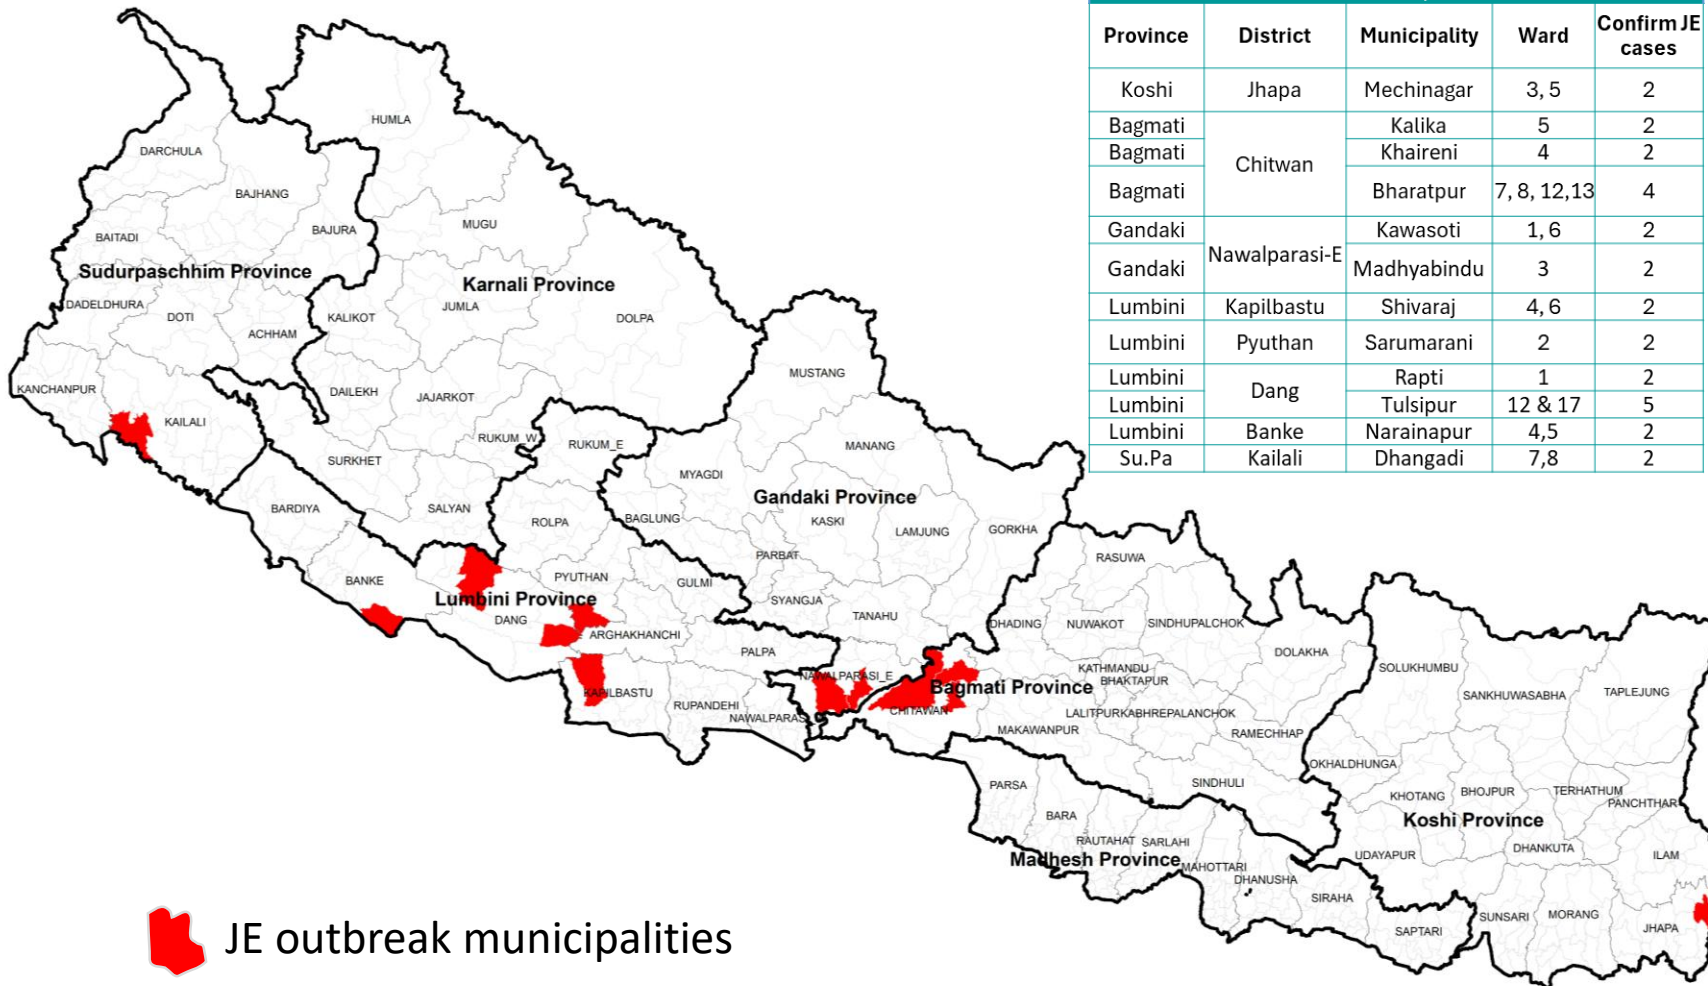 Province District Municipality Ward Confirm JE cases
Koshi Jhapa Mechinagar 3, 5 2
Bagmati Chitwan Kalika 5 2
Bagmati Khaireni 4 2
Bagmati Bharatpur 7, 8, 12,13 4
Gandaki Nawalparasi-E Kawasoti 1, 6 2
Gandaki Madhyabindu 3 2
Lumbini Kapilbastu Shivaraj 4, 6 2
Lumbini Pyuthan Sarumarani 2 2
Lumbini Dang Rapti 1 2
Lumbini Tulsipur 12 & 17 5
Lumbini Banke Narainapur 4,5 2
Su.Pa Kailali Dhangadi 7,8 2
HUMLA
DARCHULA
BAJHANG
BAJURA
BAITADI
MUGU
Sudurpaschhim Province
Karnali Province
DADELDHURA
DOTI
ACHHAM
KALIKOT
JUMLA
DOLPA
KANCHANPUR
KAILALI
DAILEKH
JAJARKOT
RUKUM_W
RUKUM_E
SURKHET
SALYAN
BARDIYA
MUSTANG
MANANG
MYAGDI
Gandaki Province
BAGLUNG
KASKI
LAMJUNG
GORKHA
ROLPA
PARBAT
BANKE
PYUTHAN
GULMI
Lumbini Province
DANG
SYANGJA
TANAHU
ARGHAKHANCHI
PALPA
KAPILBASTU
RUPANDEHI
NAWALPARAS
NAWALPARASI_E
CHITAWAN
Bagmati Province
RASUWA
DHADING
NUWAKOT
SINDHUPALCHOK
DOLAKHA
KATHMANDU
BHAKTAPUR
LALITPUR
KABHREPALANCHOK
MAKAWANPUR
RAMECHHAP
SINDHULI
PARSA
BARA
RAUTAHAT
SARLAHI
Madhesh Province
MAHOTTARI
DHANUSHA
SIRAHA
SAPTARI
SOLUKHUMBU
SANKHUWASABHA
TAPLEJUNG
OKHALDHUNGA
KHOTANG
BHOJPUR
TERHATHUM
PANCHTHAR
Koshi Province
UDAYAPUR
DHANKUTA
ILAM
SUNSARI
MORANG
JHAPA
JE outbreak municipalities